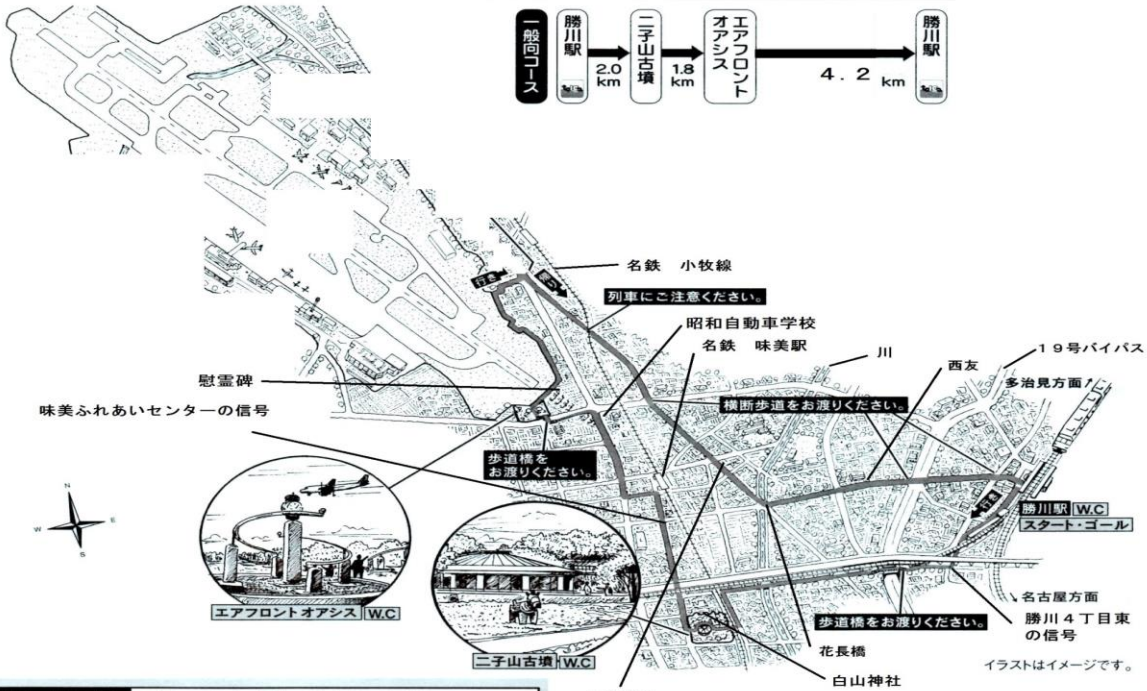 一般向コース
勝川駅
2.0 km
二子山古墳
1.8 km
エアフロント
オアシス
4.2 km
勝川駅
名鉄 小牧線
行き
帰り
列車にご注意ください。
昭和自動車学校
名鉄 味美駅
川
西友
19号バイパス
多治見方面
慰霊碑
味美ふれあいセンターの信号
横断歩道をお渡りください。
歩道橋を
お渡りください。
N
W
E
S
行き
勝川駅 W.C
スタート・ゴール
エアフロントオアシス W.C
二子山古墳 W.C
歩道橋をお渡りください。
名古屋方面
勝川4丁目東
の信号
花長橋
白山神社
イラストはイメージです。